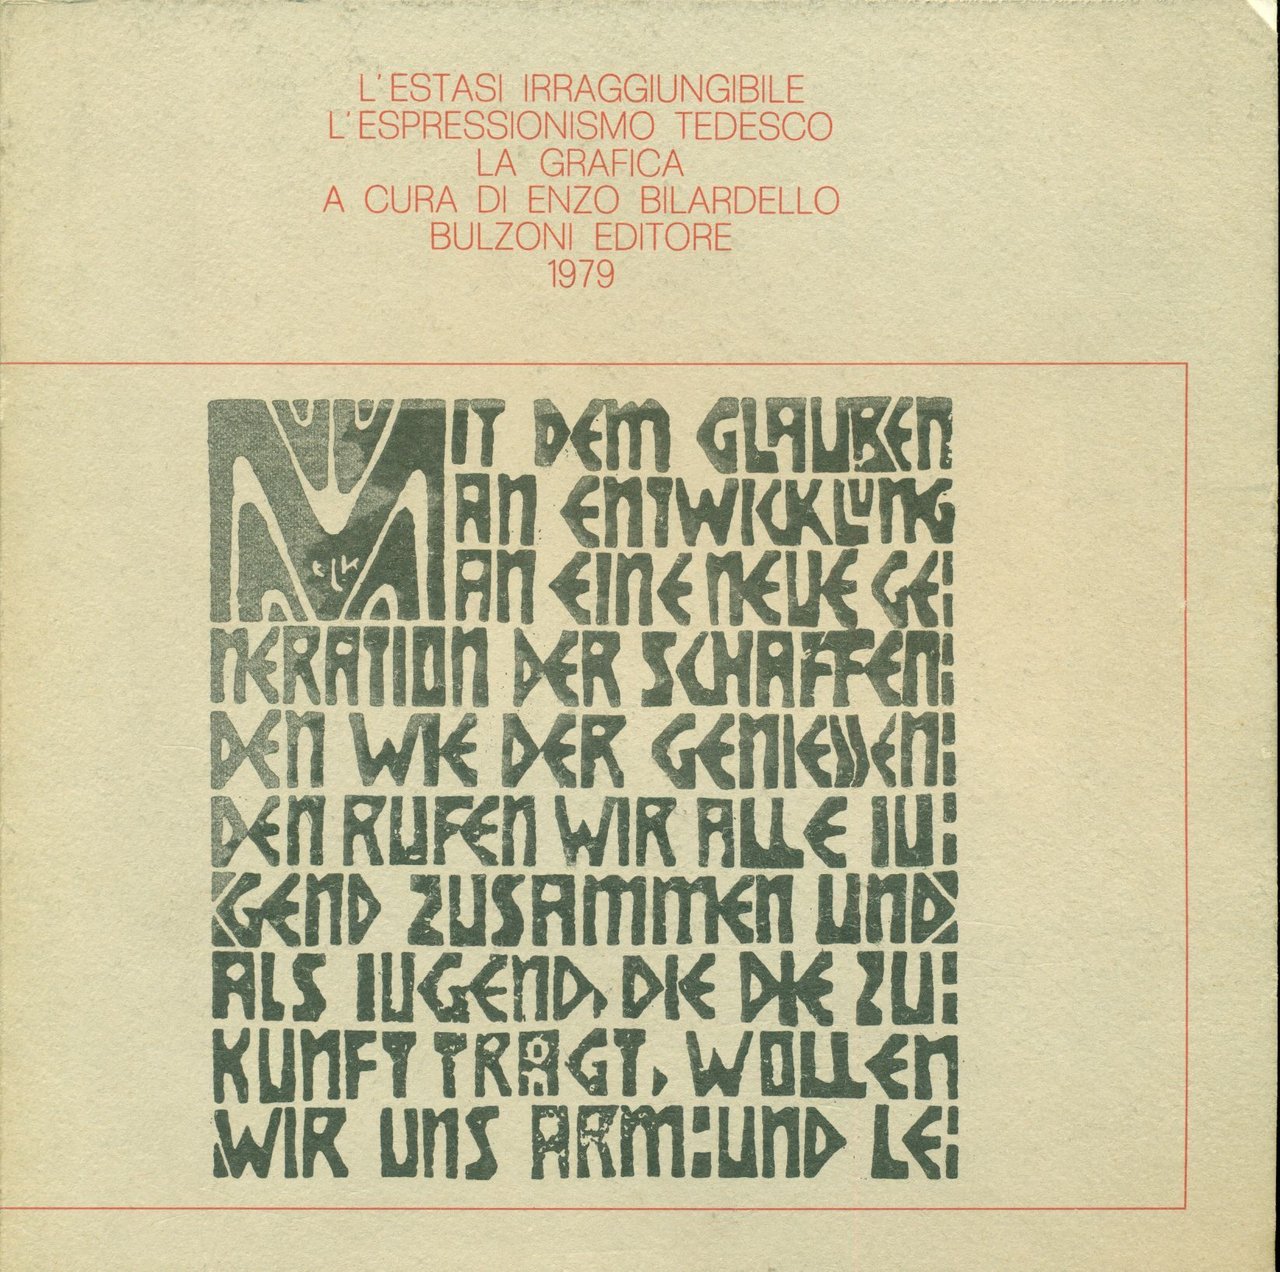 L'ESTASI IRRAGGIUNGIBILE
L'ESPRESSIONISMO TEDESCO
LA GRAFICA
A CURA DI ENZO BILARDELLO
BULZONI EDITORE
1979
MIT DEM GLAUBEN
AN ENTWICKLUNG
AN EINE NEUE GE:
NERATION DER SCHAFFEN:
DEN WIE DER GENIESSEN:
DEN RUFEN WIR ALLE IU:
GEND ZUSAMMEN UND
ALS IUGEND, DIE DIE ZU:
KUNFT TRÄGT, WOLLEN
WIR UNS ARM:UND LE: